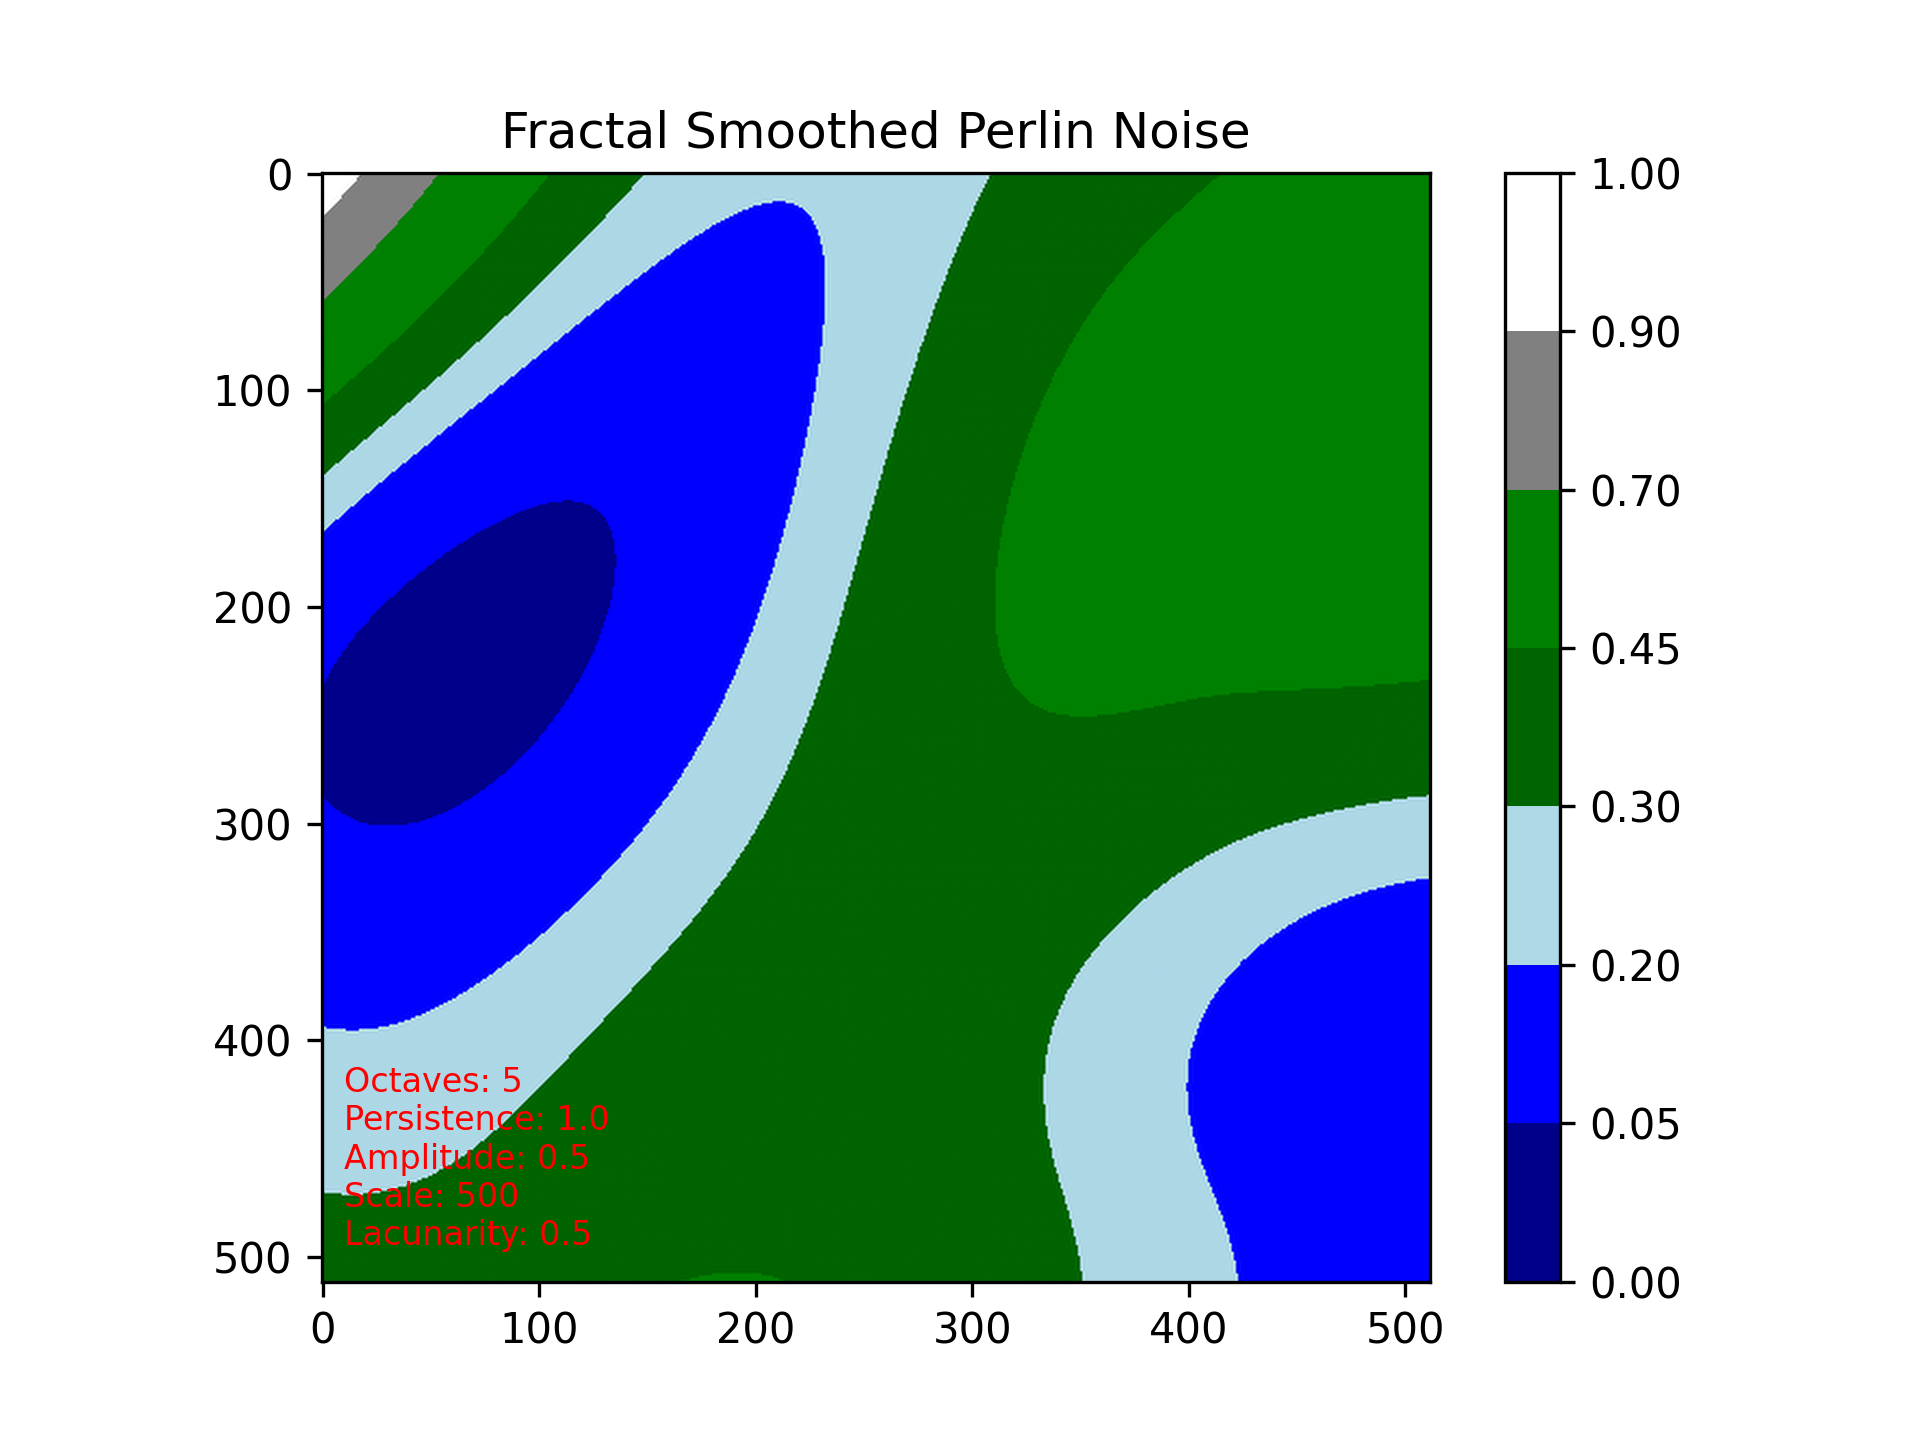 Fractal Smoothed Perlin Noise
0
100
200
300
400
500
Octaves: 5
Persistence: 1.0
Amplitude: 0.5
Scale: 500
Lacunarity: 0.5
0 100 200 300 400 500
1.00
0.90
0.70
0.45
0.30
0.20
0.05
0.00